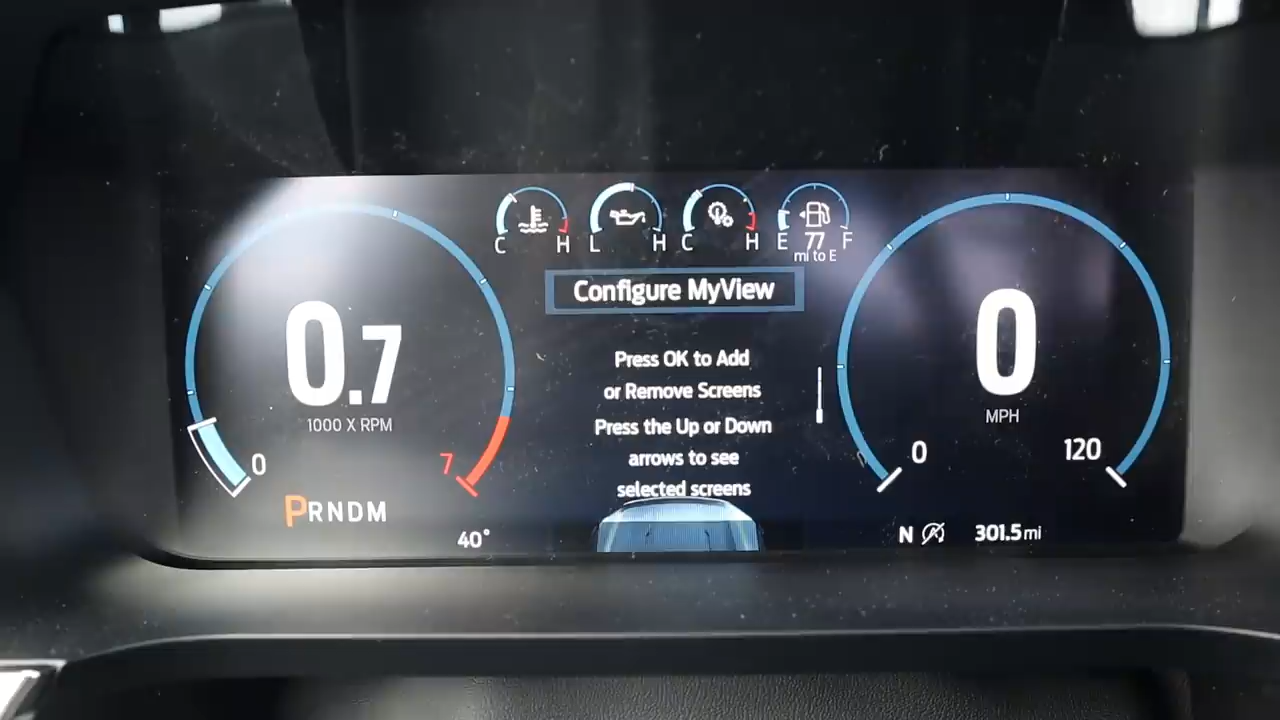 C H L H C H E 77 F
mi to E
Configure MyView
Press OK to Add
or Remove Screens
Press the Up or Down
arrows to see
selected screens
0.7
1000 X RPM
0 7
PRNDM
40°
0
MPH
0 120
N 301.5 mi